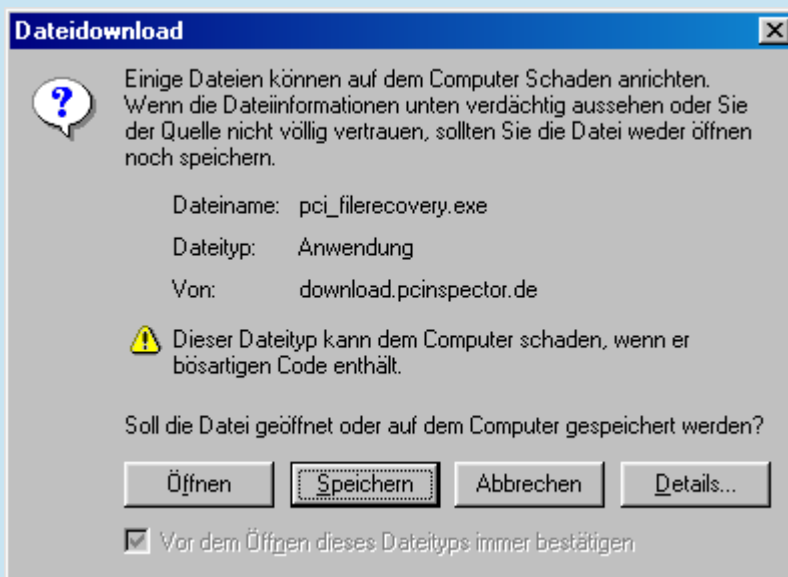 Dateidownload
Einige Dateien können auf dem Computer Schaden anrichten.
Wenn die Dateiinformationen unten verdächtig aussehen oder Sie
der Quelle nicht völlig vertrauen, sollten Sie die Datei weder öffnen
noch speichern.
Dateiname: pci_filerecovery.exe
Dateityp: Anwendung
Von: download.pcinspector.de
Dieser Dateityp kann dem Computer schaden, wenn er
bösartigen Code enthält.
Soll die Datei geöffnet oder auf dem Computer gespeichert werden?
Öffnen Speichern Abbrechen Details...
Vor dem Öffnen dieses Dateityps immer bestätigen